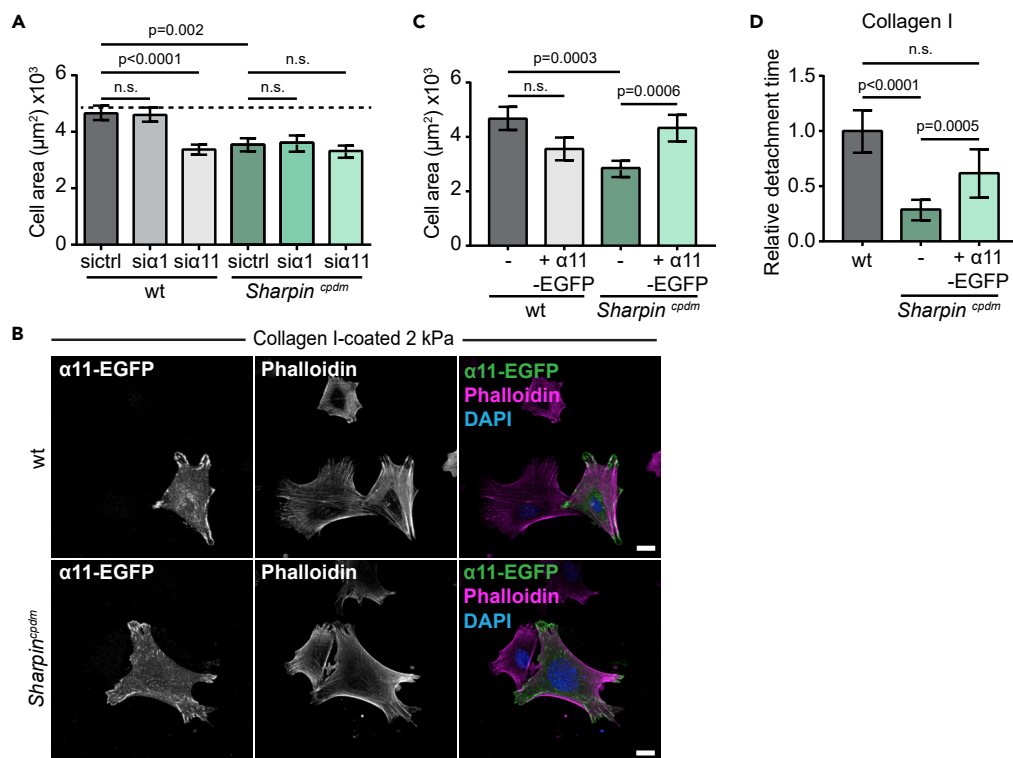 A
p=0.002
p<0.0001
n.s.
n.s.
n.s.
Cell area (µm²) x10³
6
4
2
0
sictrl siα1 siα11 sictrl siα1 siα11
wt
Sharpin cpdm
C
p=0.0003
n.s.
p=0.0006
Cell area (µm²) x10³
6
4
2
0
- + α11 - + α11
-EGFP -EGFP
wt
Sharpin cpdm
D
Collagen I
n.s.
p<0.0001
p=0.0005
Relative detachment time
1.5
1.0
0.5
0.0
wt - + α11
-EGFP
Sharpin cpdm
B
Collagen I-coated 2 kPa
wt
α11-EGFP
Phalloidin
α11-EGFP
Phalloidin
DAPI
Sharpin cpdm
α11-EGFP
Phalloidin
α11-EGFP
Phalloidin
DAPI